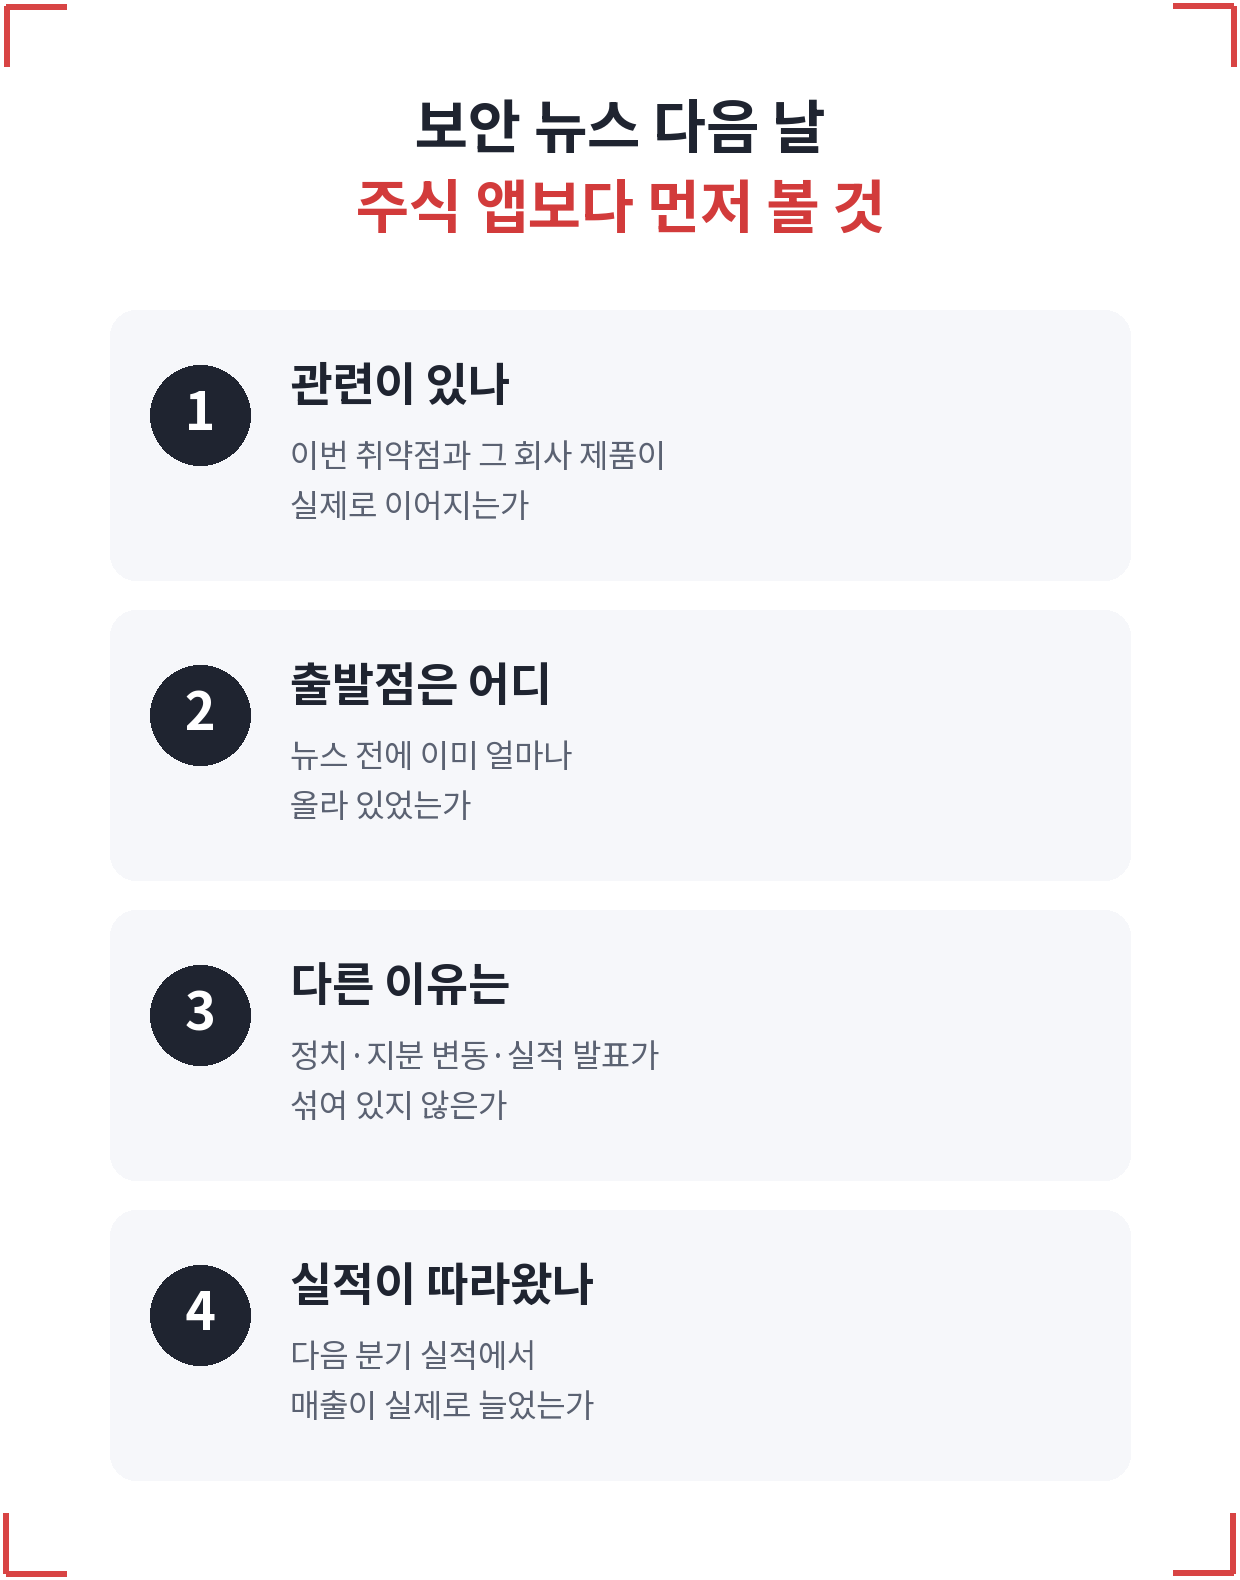 보안 뉴스 다음 날
주식 앱보다 먼저 볼 것
1
관련이 있나
이번 취약점과 그 회사 제품이
실제로 이어지는가
2
출발점은 어디
뉴스 전에 이미 얼마나
올라 있었는가
3
다른 이유는
정치·지분 변동·실적 발표가
섞여 있지 않은가
4
실적이 따라왔나
다음 분기 실적에서
매출이 실제로 늘었는가